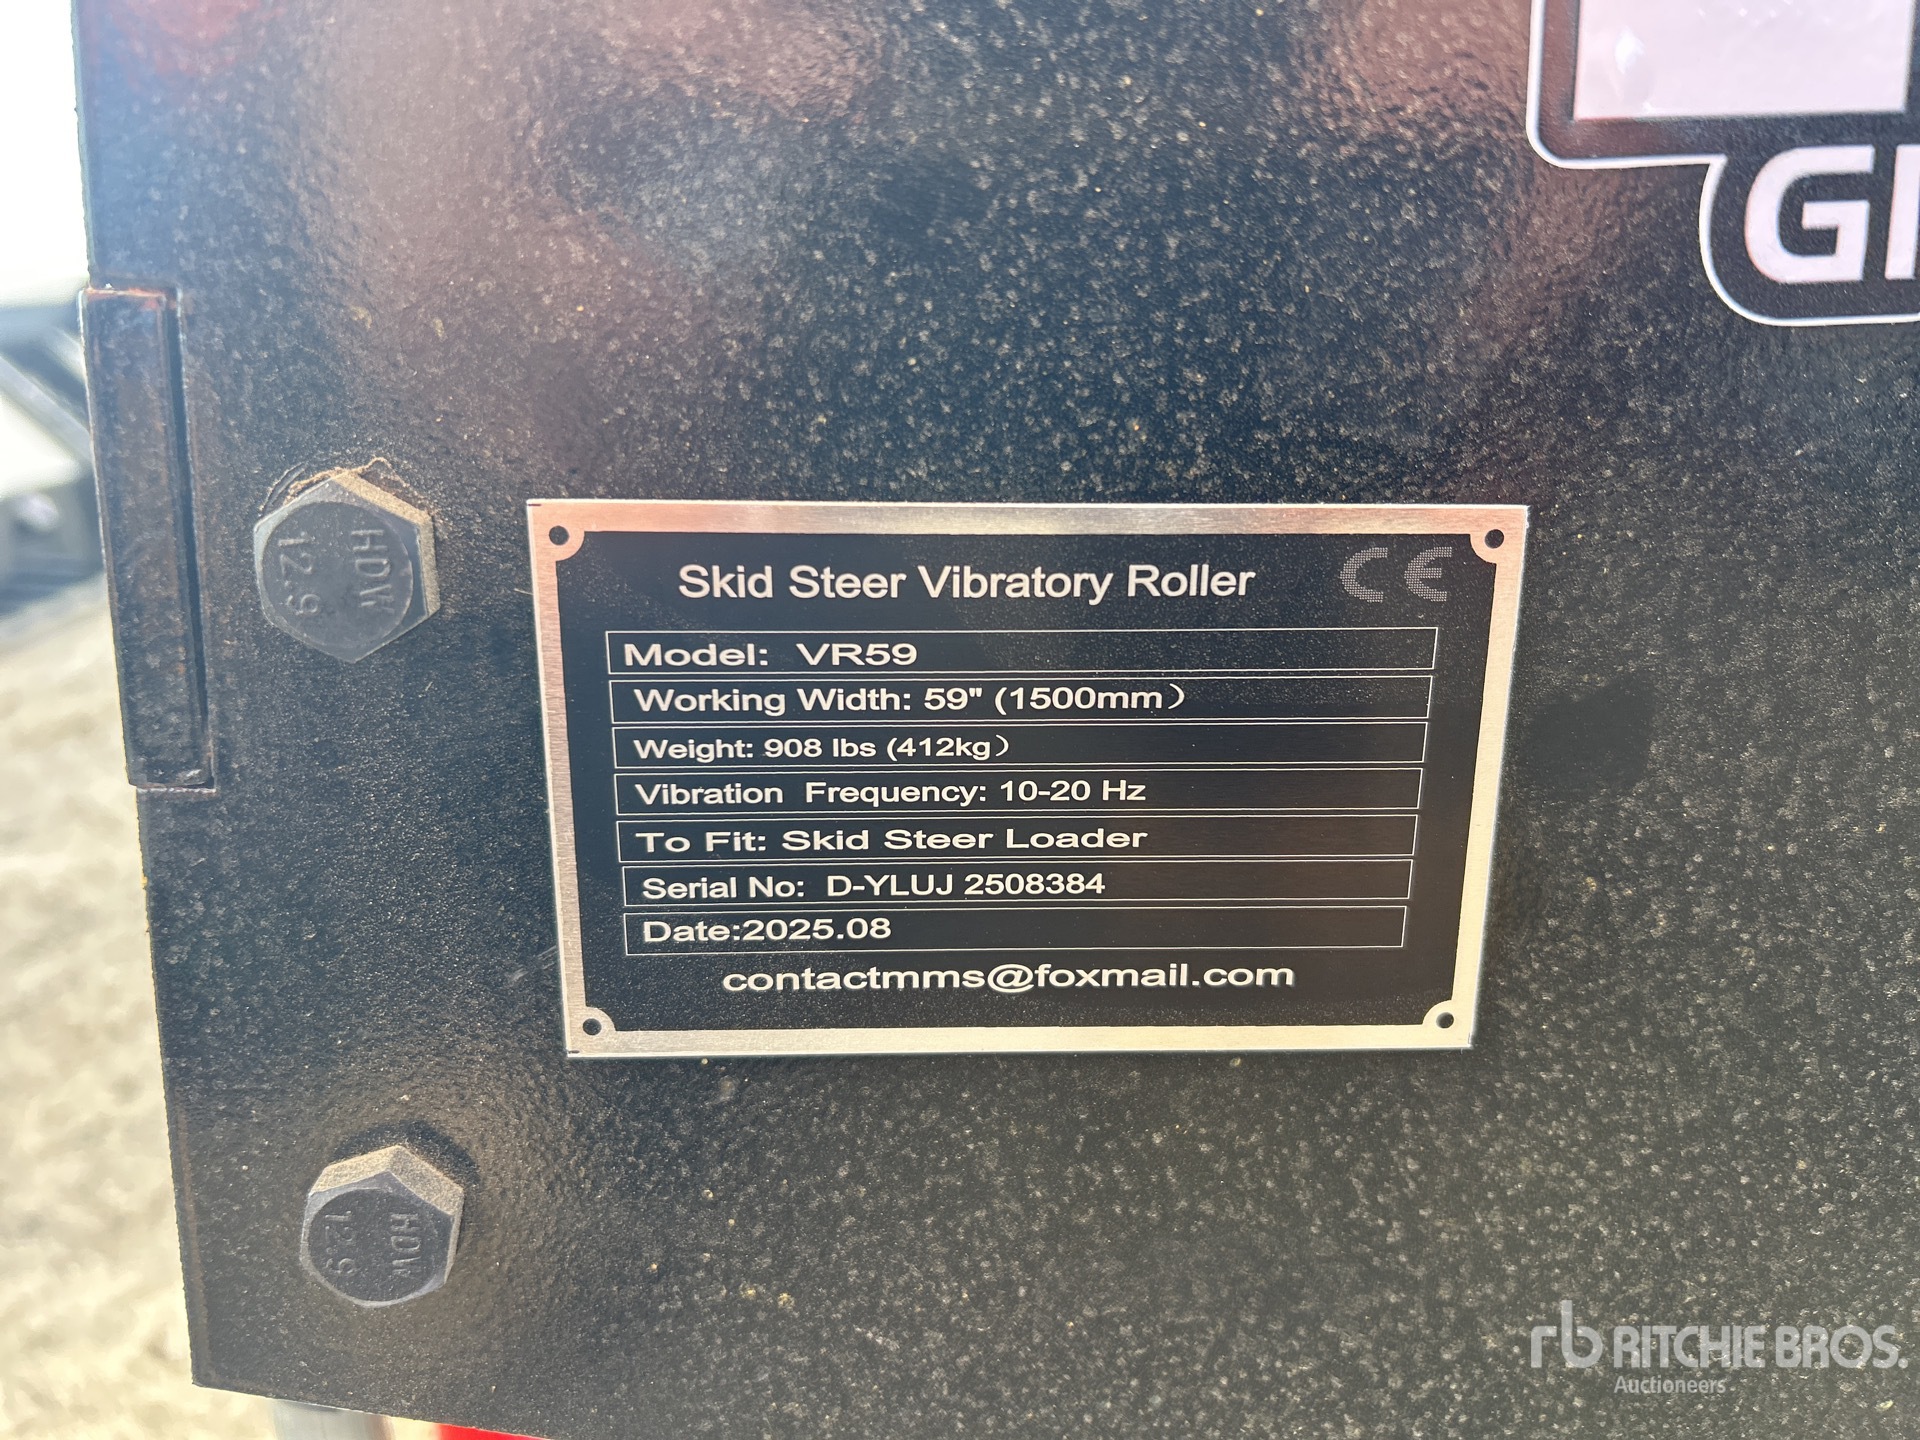 GI
Skid Steer Vibratory Roller CE
Model: VR59
Working Width: 59" (1500mm)
Weight: 908 lbs (412kg)
Vibration Frequency: 10-20 Hz
To Fit: Skid Steer Loader
Serial No: D-YLUJ 2508384
Date:2025.08
contactmms@foxmail.com
HDW
12.9
HDW
12.9
rb RITCHIE BROS.
Auctioneers